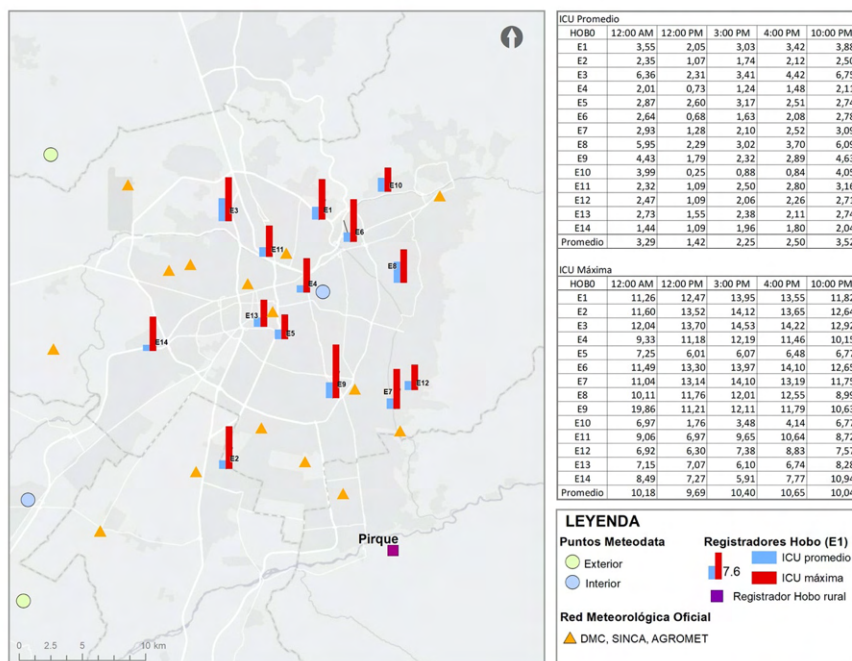 E10
E3
E1
E6
E11
E8
E4
E13
E5
E14
E9
E7
E12
E2
Pirque
0 2.5 5 10 km
ICU Promedio
HOBO 12:00 AM 12:00 PM 3:00 PM 4:00 PM 10:00 PM
E1 3,55 2,05 3,03 3,42 3,88
E2 2,35 1,07 1,74 2,12 2,50
E3 6,36 2,31 3,41 4,42 6,75
E4 2,01 0,73 1,24 1,48 2,11
E5 2,87 2,60 3,17 2,51 2,74
E6 2,64 0,68 1,63 2,08 2,78
E7 2,93 1,28 2,10 2,52 3,09
E8 5,95 2,29 3,02 3,70 6,09
E9 4,43 1,79 2,32 2,89 4,63
E10 3,99 0,25 0,88 0,84 4,05
E11 2,32 1,09 2,50 2,80 3,16
E12 2,47 1,09 2,06 2,26 2,71
E13 2,73 1,55 2,38 2,11 2,74
E14 1,44 1,09 1,96 1,80 2,04
Promedio 3,29 1,42 2,25 2,50 3,52
ICU Máxima
HOBO 12:00 AM 12:00 PM 3:00 PM 4:00 PM 10:00 PM
E1 11,26 12,47 13,95 13,55 11,82
E2 11,60 13,52 14,12 13,65 12,64
E3 12,04 13,70 14,53 14,22 12,92
E4 9,33 11,18 12,19 11,46 10,15
E5 7,25 6,01 6,07 6,48 6,77
E6 11,49 13,30 13,97 14,10 12,65
E7 11,04 13,14 14,10 13,19 11,75
E8 10,11 11,76 12,01 12,55 8,99
E9 19,86 11,21 12,11 11,79 10,63
E10 6,97 1,76 3,48 4,14 6,77
E11 9,06 6,97 9,65 10,64 8,72
E12 6,92 6,30 7,38 8,83 7,57
E13 7,15 7,07 6,10 6,74 8,28
E14 8,49 7,27 5,91 7,77 10,94
Promedio 10,18 9,69 10,40 10,65 10,04
LEYENDA
Puntos Meteodata
Exterior
Interior
Registradores Hobo (E1)
7.6
ICU promedio
ICU máxima
Registrador Hobo rural
Red Meteorológica Oficial
DMC, SINCA, AGROMET